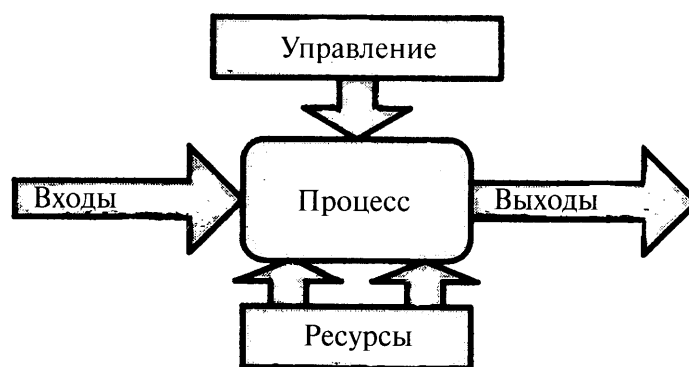 Управление
Входы
Процесс
Выходы
Ресурсы